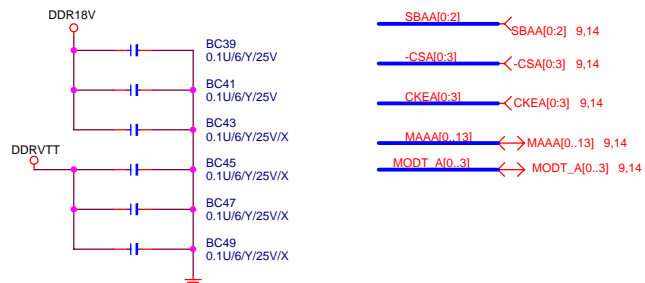 DDR18V
BC39
0.1U/6/Y/25V
BC41
0.1U/6/Y/25V
BC43
0.1U/6/Y/25V/X
DDRVTT
BC45
0.1U/6/Y/25V/X
BC47
0.1U/6/Y/25V/X
BC49
0.1U/6/Y/25V/X
SBAA[0:2] SBAA[0:2] 9,14
-CSA[0:3] -CSA[0:3] 9,14
CKEA[0:3] CKEA[0:3] 9,14
MAAA[0..13] MAAA[0..13] 9,14
MODT_A[0..3] MODT_A[0..3] 9,14